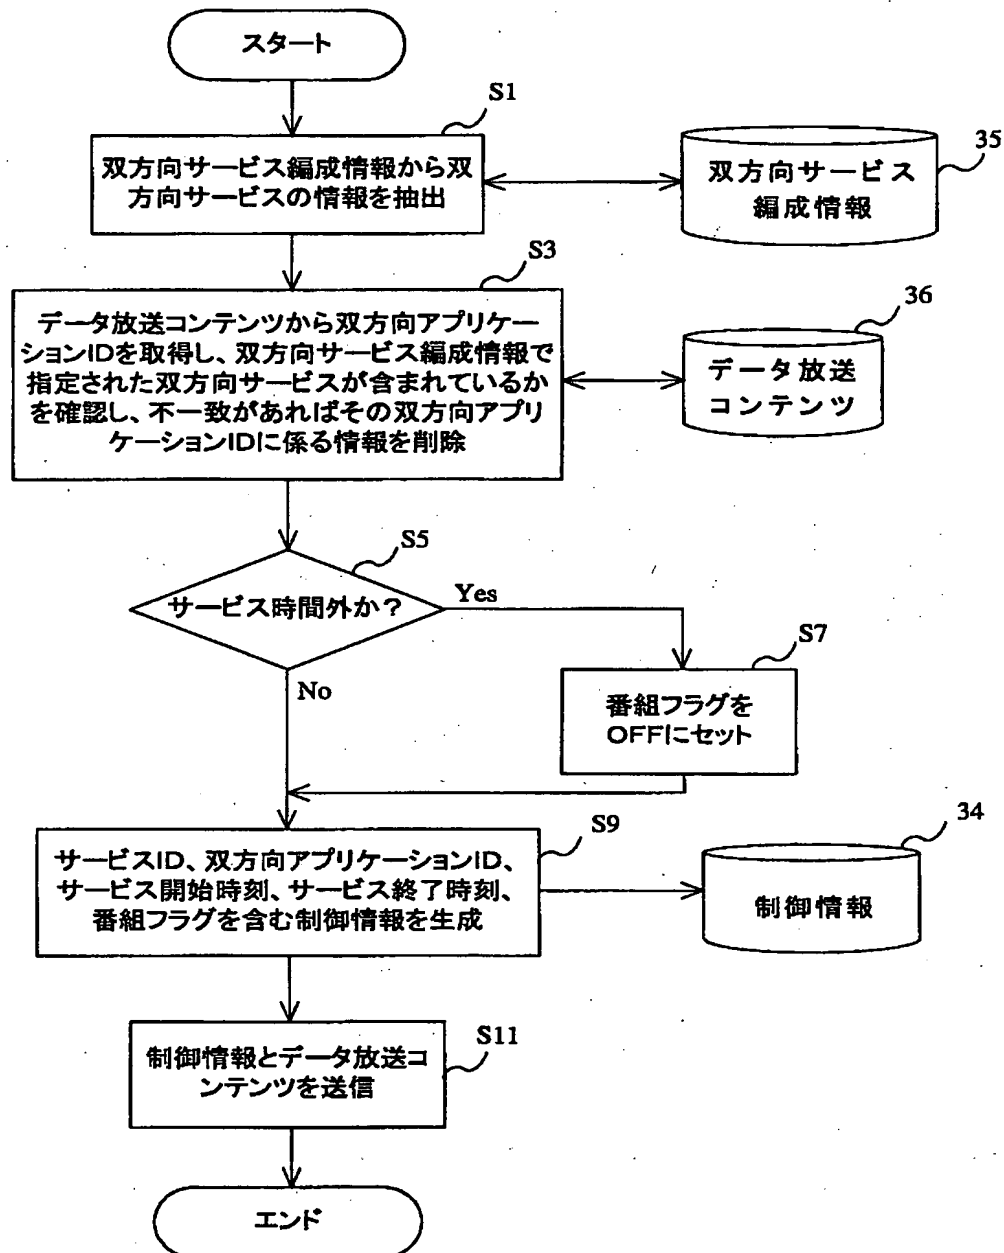 スタート
S1
双方向サービス編成情報から双
方向サービスの情報を抽出
35
双方向サービス
編成情報
S3
データ放送コンテンツから双方向アプリケー
ションIDを取得し、双方向サービス編成情報で
指定された双方向サービスが含まれているか
を確認し、不一致があればその双方向アプリ
ケーションIDに係る情報を削除
36
データ放送
コンテンツ
S5
サービス時間外か?
Yes
No
S7
番組フラグを
OFFにセット
S9
サービスID、双方向アプリケーションID、
サービス開始時刻、サービス終了時刻、
番組フラグを含む制御情報を生成
34
制御情報
S11
制御情報とデータ放送コ
ンテンツを送信
エンド